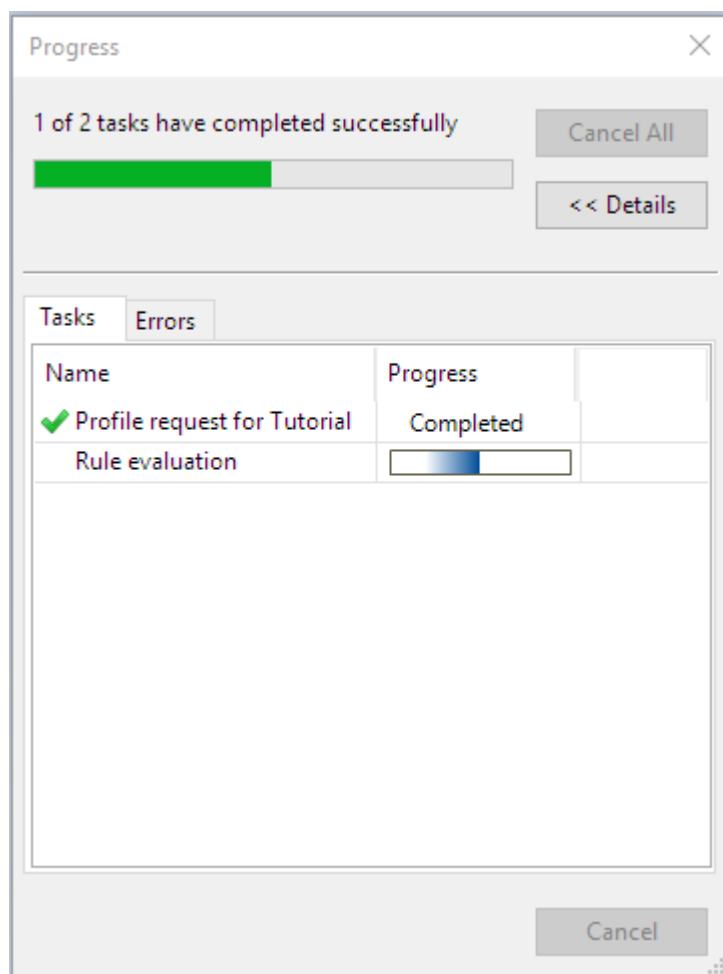 Progress
1 of 2 tasks have completed successfully
Cancel All
<< Details
Tasks Errors
Name Progress
Profile request for Tutorial Completed
Rule evaluation
Cancel